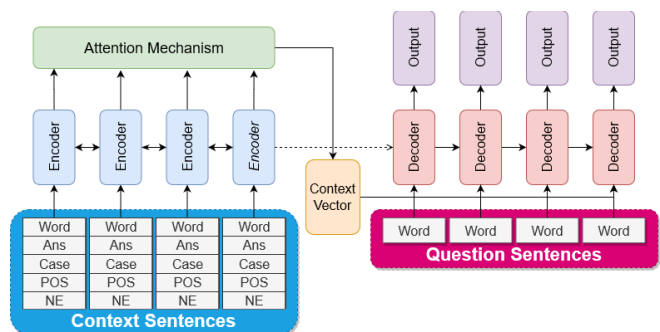 Attention Mechanism
Output
Output
Output
Output
Encoder
Encoder
Encoder
Encoder
Decoder
Decoder
Decoder
Decoder
Context
Vector
Word
Word
Word
Word
Ans
Ans
Ans
Ans
Case
Case
Case
Case
POS
POS
POS
POS
NE
NE
NE
NE
Context Sentences
Word
Word
Word
Word
Question Sentences